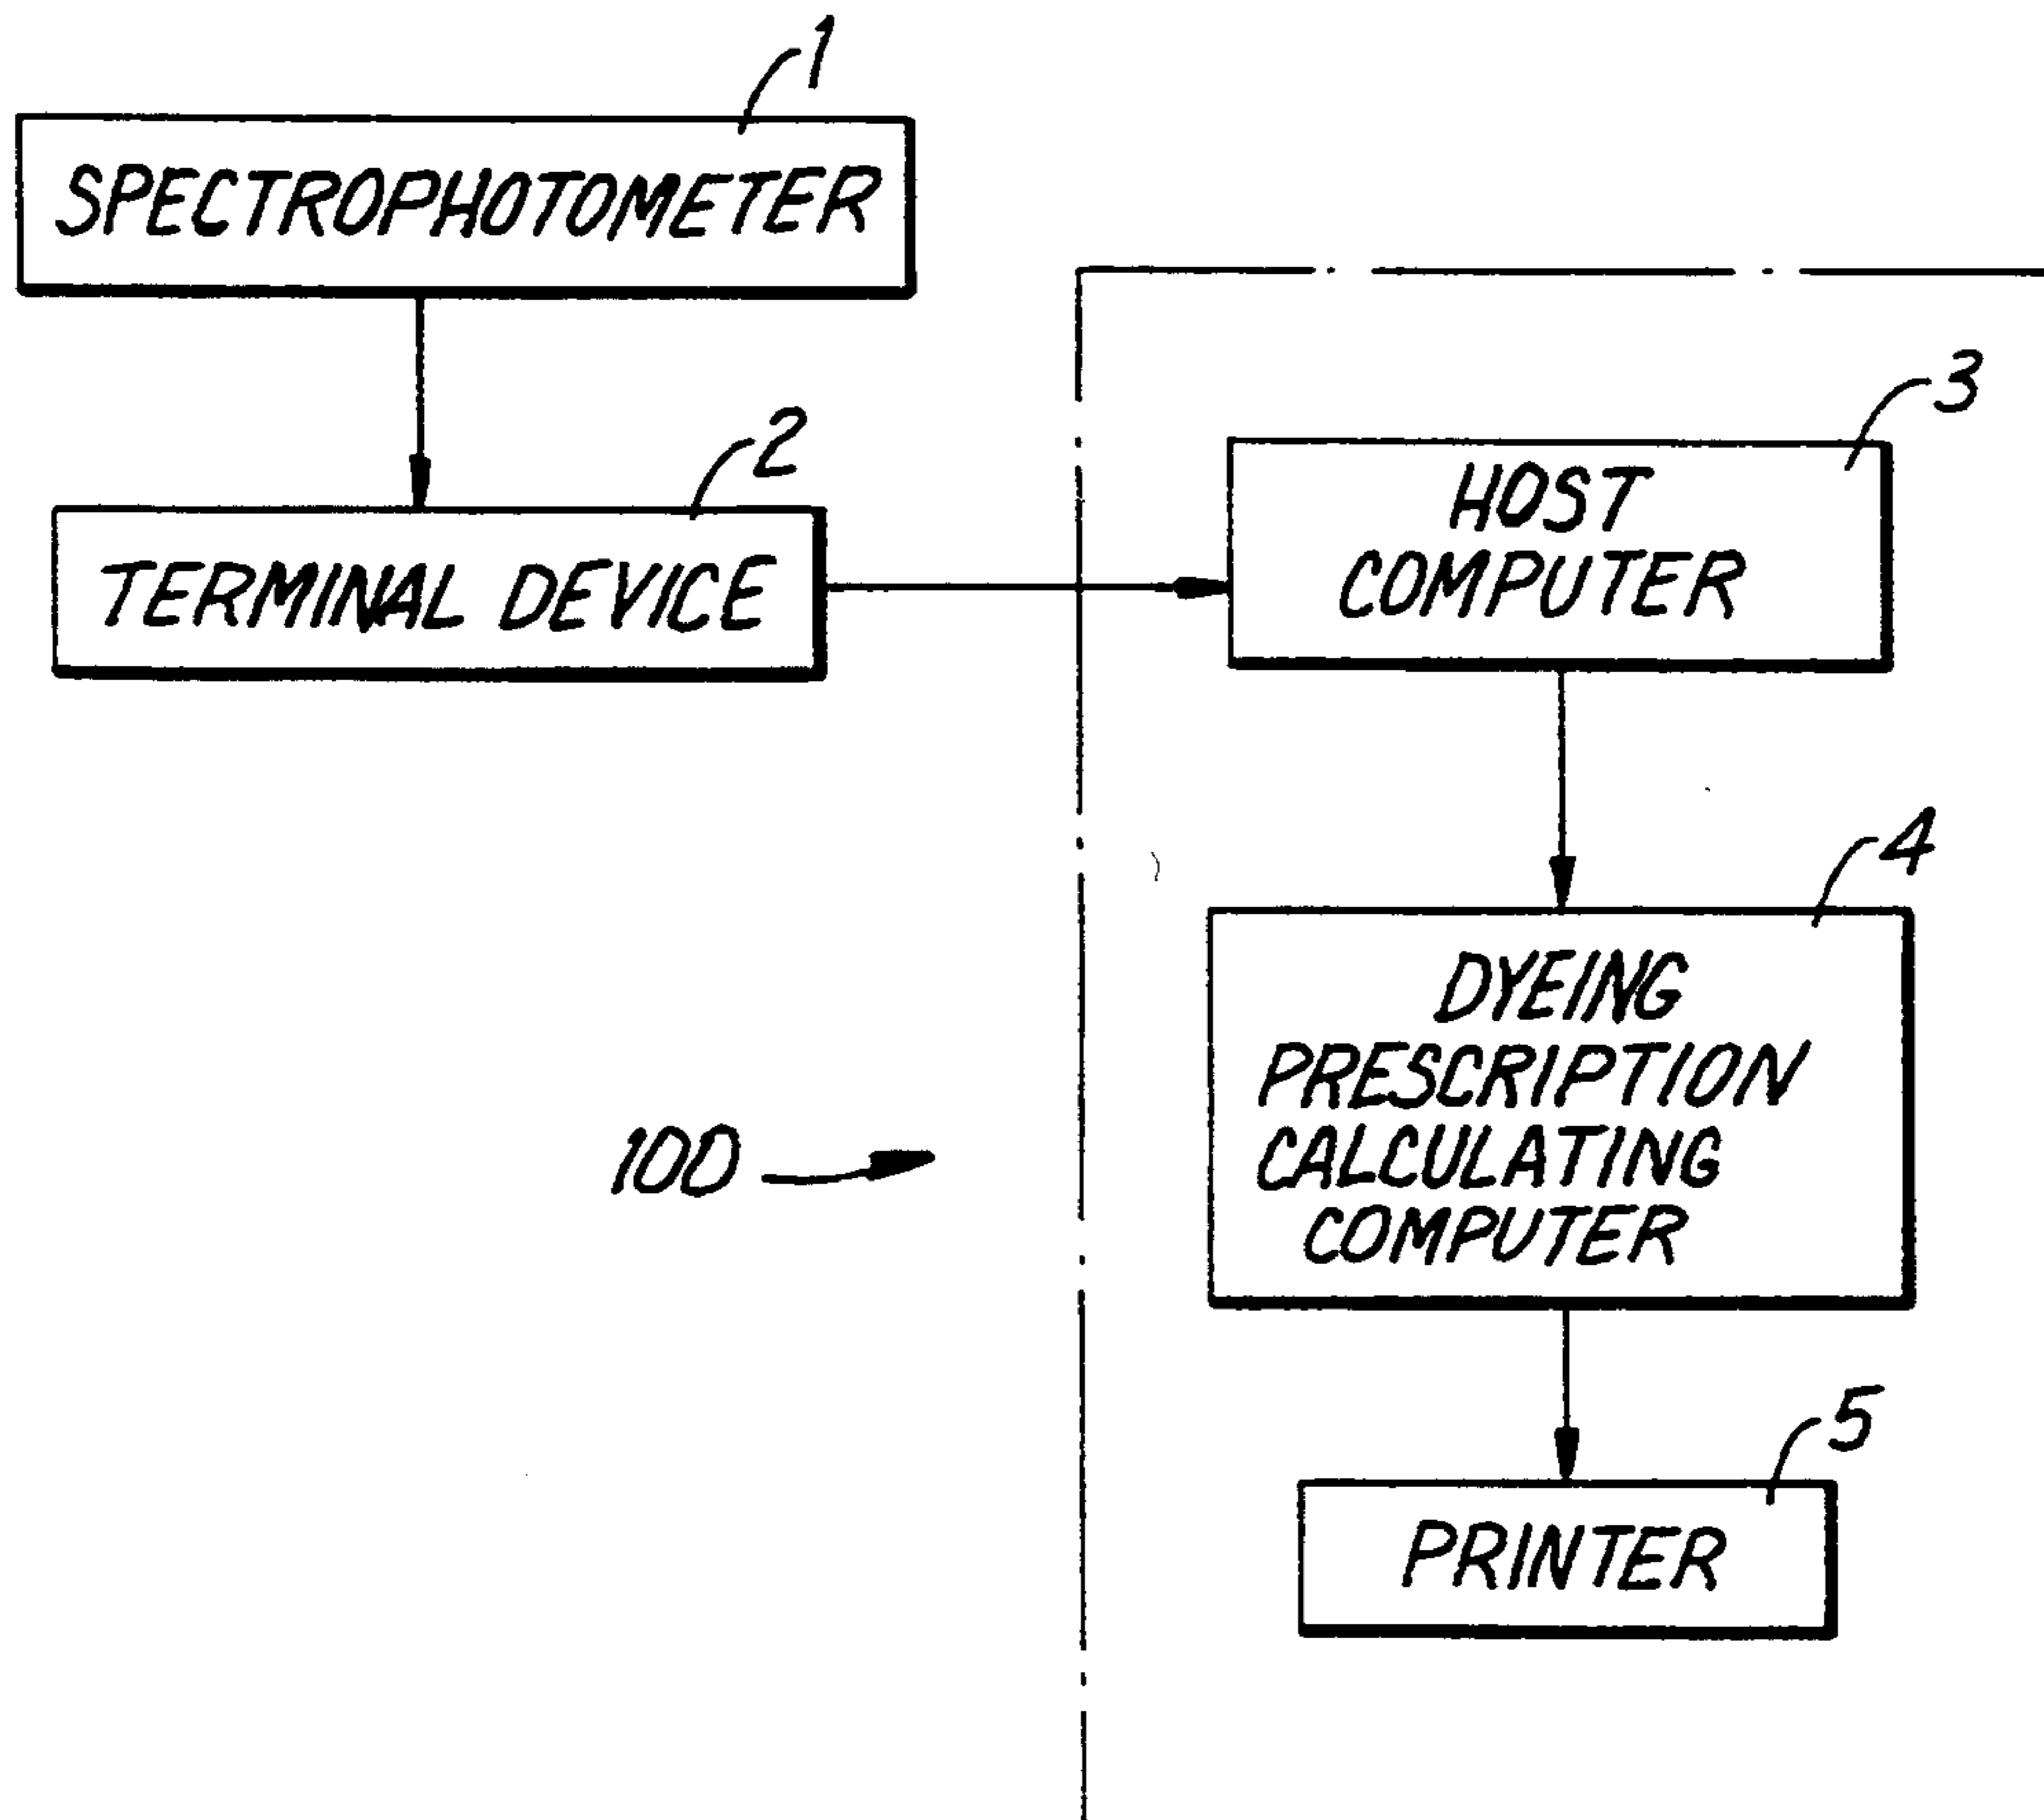 1
SPECTROPHOTOMETER
2
TERMINAL DEVICE
3
HOST
COMPUTER
4
DYEING
PRESCRIPTION
CALCULATING
COMPUTER
100
5
PRINTER